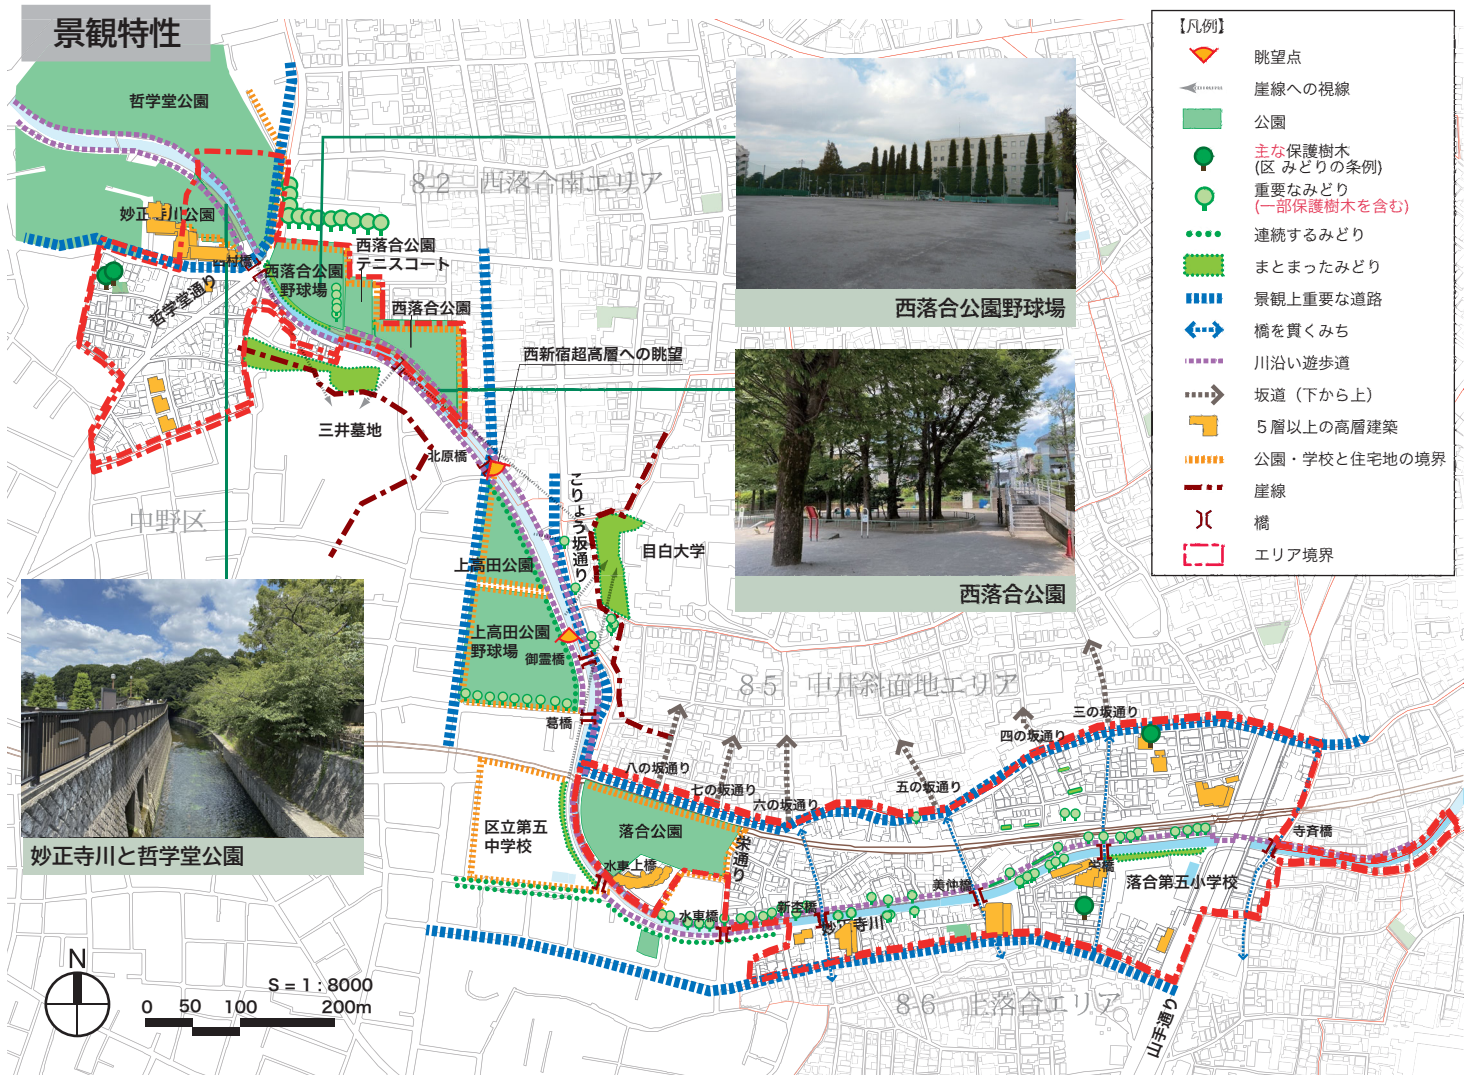 景観特性
【凡例】
眺望点
崖線への視線
公園
主な保護樹木
(区 みどりの条例)
重要なみどり
(一部保護樹木を含む)
連続するみどり
まとまったみどり
景観上重要な道路
橋を貫くみち
川沿い遊歩道
坂道（下から上）
５層以上の高層建築
公園・学校と住宅地の境界
崖線
橋
エリア境界
哲学堂公園
8-2 西落合南エリア
妙正寺川公園
西落合公園
テニスコート
西落合公園
野球場
哲学堂通り
西落合公園
西落合公園野球場
西新宿超高層への眺望
三井墓地
北原橋
中野区
こりょう坂通り
目白大学
上高田公園
西落合公園
上高田公園
野球場
御霊橋
葛橋
8-5 中井斜面地エリア
三の坂通り
四の坂通り
八の坂通り
七の坂通り
六の坂通り
五の坂通り
妙正寺川と哲学堂公園
区立第五
中学校
落合公園
栄通り
寺斉橋
水車上橋
美仲橋
栄橋
落合第五小学校
水車橋
新杢橋
妙正寺川
8-6 上落合エリア
山手通り
N
S = 1 : 8000
0 50 100 200m